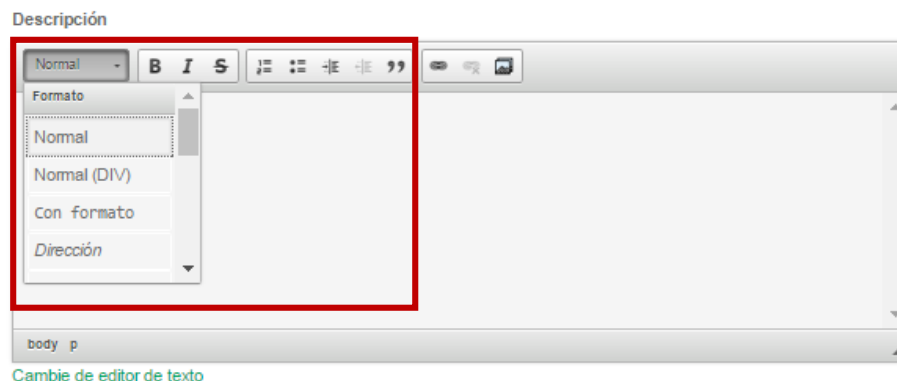 Descripción
Normal B I S
Formato
Normal
Normal (DIV)
Con formato
Dirección
body p
Cambie de editor de texto